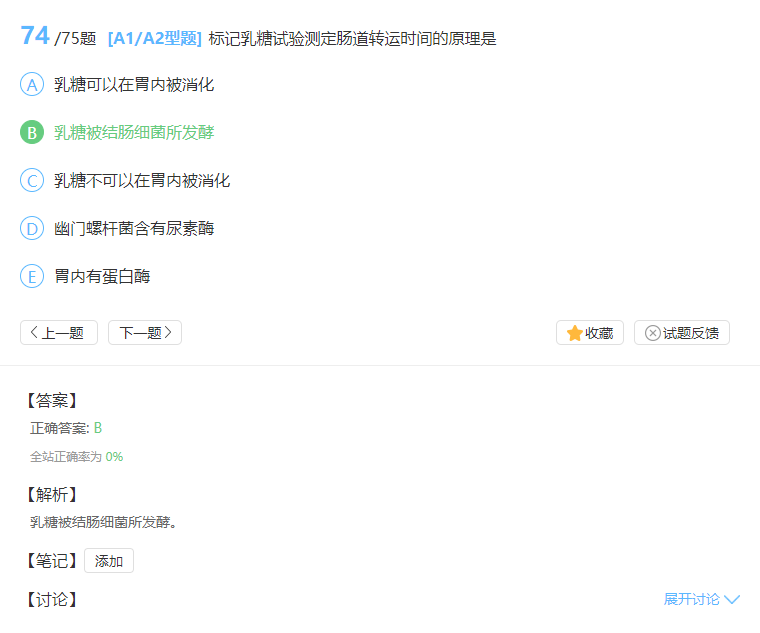 74 /75题 [A1/A2型题] 标记乳糖试验测定肠道转运时间的原理是
A 乳糖可以在胃内被消化
B 乳糖被结肠细菌所发酵
C 乳糖不可以在胃内被消化
D 幽门螺杆菌含有尿素酶
E 胃内有蛋白酶
上一题 下一题 收藏 试题反馈
【答案】
正确答案: B
全站正确率为 0%
【解析】
乳糖被结肠细菌所发酵。
【笔记】 添加
【讨论】 展开讨论